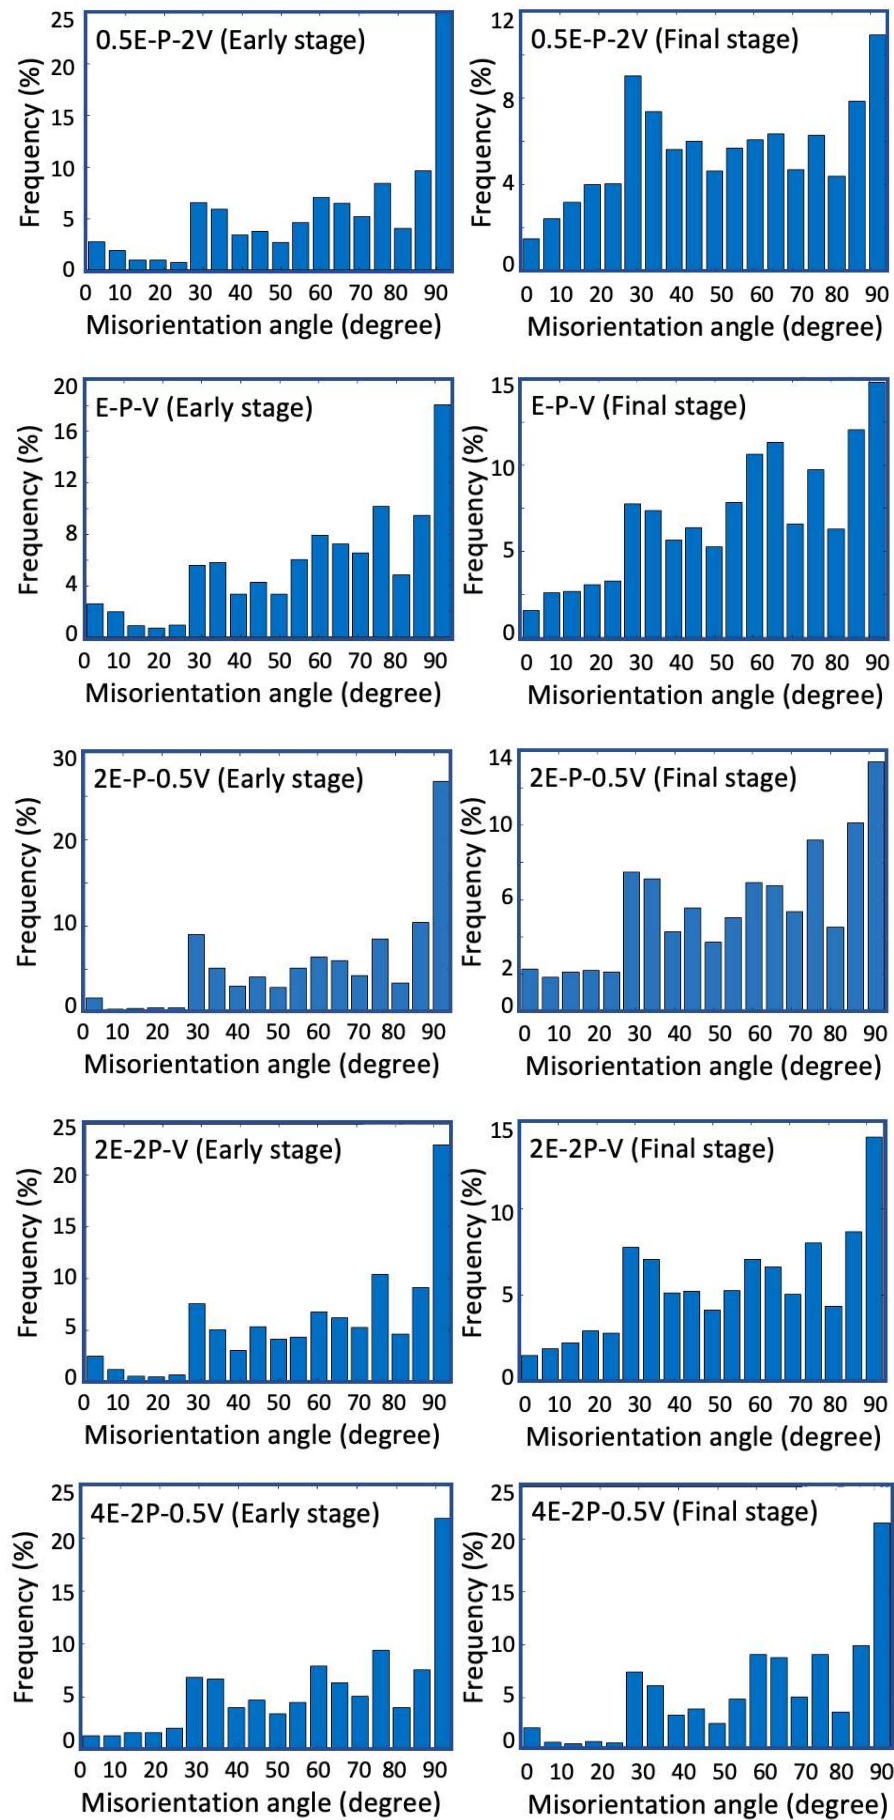 0.5E-P-2V (Early stage)
Frequency (%)
25
20
15
10
5
0
0 10 20 30 40 50 60 70 80 90
Misorientation angle (degree)
0.5E-P-2V (Final stage)
Frequency (%)
12
8
4
0
0 10 20 30 40 50 60 70 80 90
Misorientation angle (degree)
E-P-V (Early stage)
Frequency (%)
20
16
12
8
4
0
0 10 20 30 40 50 60 70 80 90
Misorientation angle (degree)
E-P-V (Final stage)
Frequency (%)
15
10
5
0
0 10 20 30 40 50 60 70 80 90
Misorientation angle (degree)
2E-P-0.5V (Early stage)
Frequency (%)
30
20
10
0
0 10 20 30 40 50 60 70 80 90
Misorientation angle (degree)
2E-P-0.5V (Final stage)
Frequency (%)
14
10
6
2
0
0 10 20 30 40 50 60 70 80 90
Misorientation angle (degree)
2E-2P-V (Early stage)
Frequency (%)
25
20
15
10
5
0
0 10 20 30 40 50 60 70 80 90
Misorientation angle (degree)
2E-2P-V (Final stage)
Frequency (%)
15
10
5
0
0 10 20 30 40 50 60 70 80 90
Misorientation angle (degree)
4E-2P-0.5V (Early stage)
Frequency (%)
25
20
15
10
5
0
0 10 20 30 40 50 60 70 80 90
Misorientation angle (degree)
4E-2P-0.5V (Final stage)
Frequency (%)
25
20
15
10
5
0
0 10 20 30 40 50 60 70 80 90
Misorientation angle (degree)